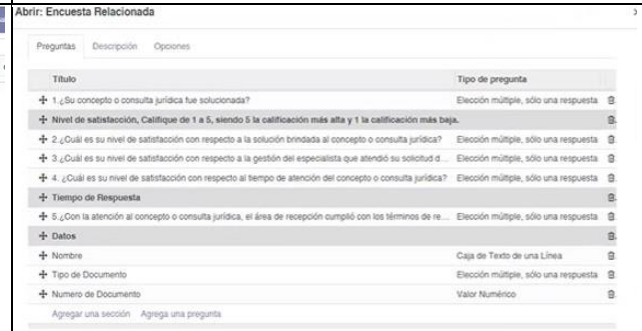 Abrir: Encuesta Relacionada
Preguntas Descripción Opciones
Título Tipo de pregunta
1.¿Su concepto o consulta jurídica fue solucionada? Elección múltiple, sólo una respuesta
Nivel de satisfacción, Califique de 1 a 5, siendo 5 la calificación más alta y 1 la calificación más baja.
2.¿Cuál es su nivel de satisfacción con respecto a la solución brindada al concepto o consulta jurídica? Elección múltiple, sólo una respuesta
3.¿Cuál es su nivel de satisfacción con respecto a la gestión del especialista que atendió su solicitud d... Elección múltiple, sólo una respuesta
4. ¿Cuál es su nivel de satisfacción con respecto al tiempo de atención del concepto o consulta jurídica? Elección múltiple, sólo una respuesta
Tiempo de Respuesta
5.¿Con la atención al concepto o consulta jurídica, el área de recepción cumplió con los términos de re... Elección múltiple, sólo una respuesta
Datos
Nombre Caja de Texto de una Línea
Tipo de Documento Elección múltiple, sólo una respuesta
Numero de Documento Valor Numérico
Agregar una sección Agrega una pregunta